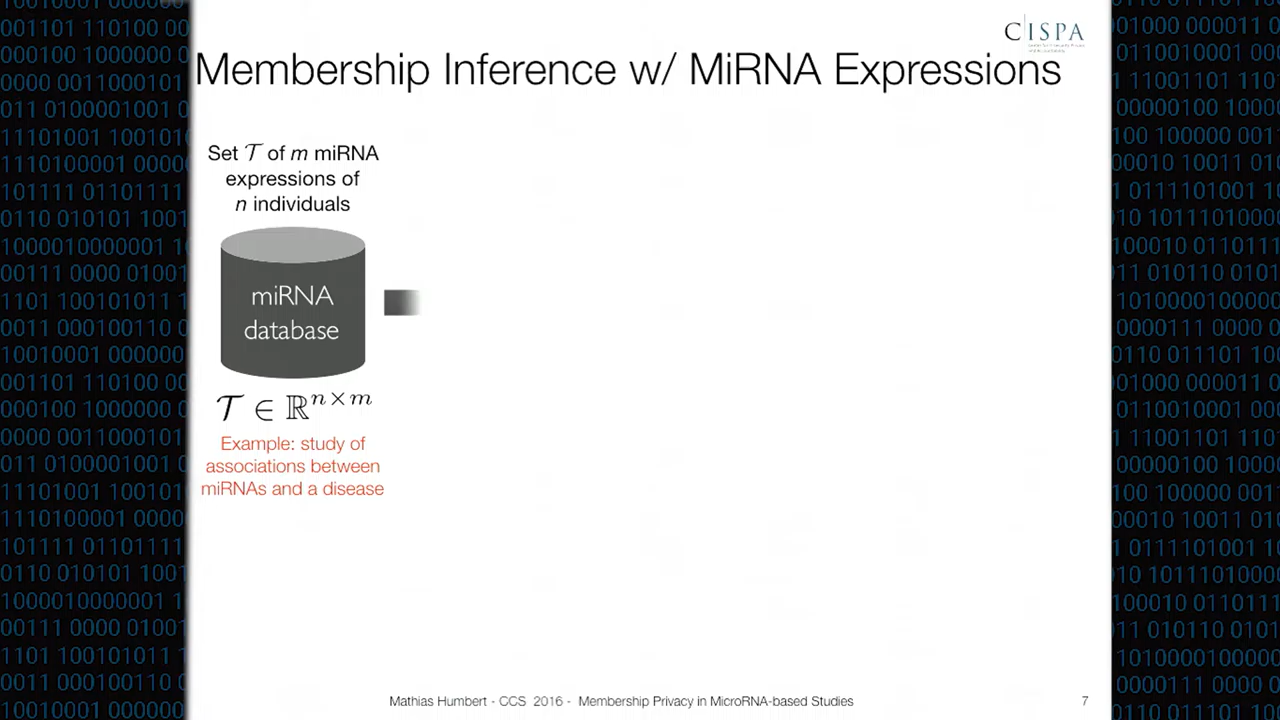 CISPA
Membership Inference w/ MiRNA Expressions
Set 𝒯 of m miRNA
expressions of
n individuals
miRNA
database
𝒯 ∈ ℝⁿ ˣ ᵐ
Example: study of
associations between
miRNAs and a disease
Mathias Humbert - CCS 2016 - Membership Privacy in MicroRNA-based Studies
7